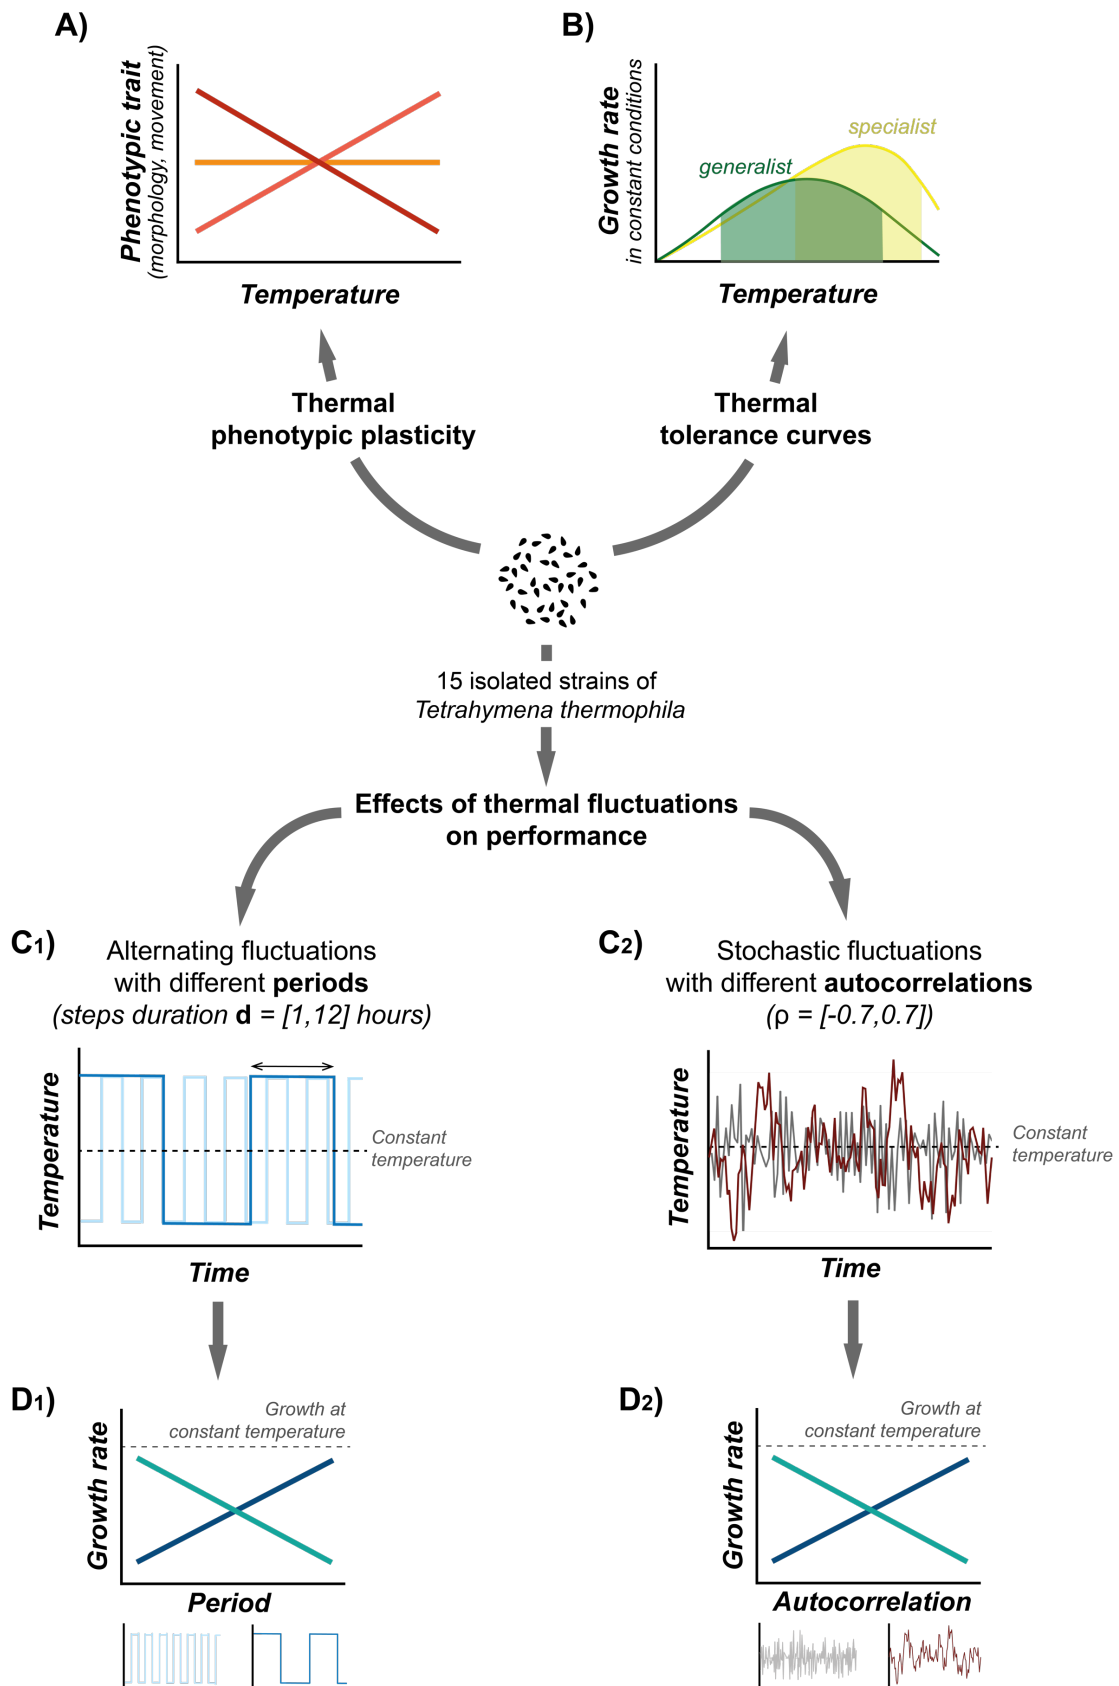 A)
Phenotypic trait
(morphology, movement)
Temperature
B)
Growth rate
in constant conditions
generalist
specialist
Temperature
Thermal
phenotypic plasticity
Thermal
tolerance curves
15 isolated strains of
Tetrahymena thermophila
Effects of thermal fluctuations
on performance
C1)
Alternating fluctuations
with different periods
(steps duration d = [1,12] hours)
Temperature
Constant
temperature
Time
C2)
Stochastic fluctuations
with different autocorrelations
(ρ = [-0.7,0.7])
Temperature
Constant
temperature
Time
D1)
Growth rate
Growth at
constant temperature
Period
D2)
Growth rate
Growth at
constant temperature
Autocorrelation